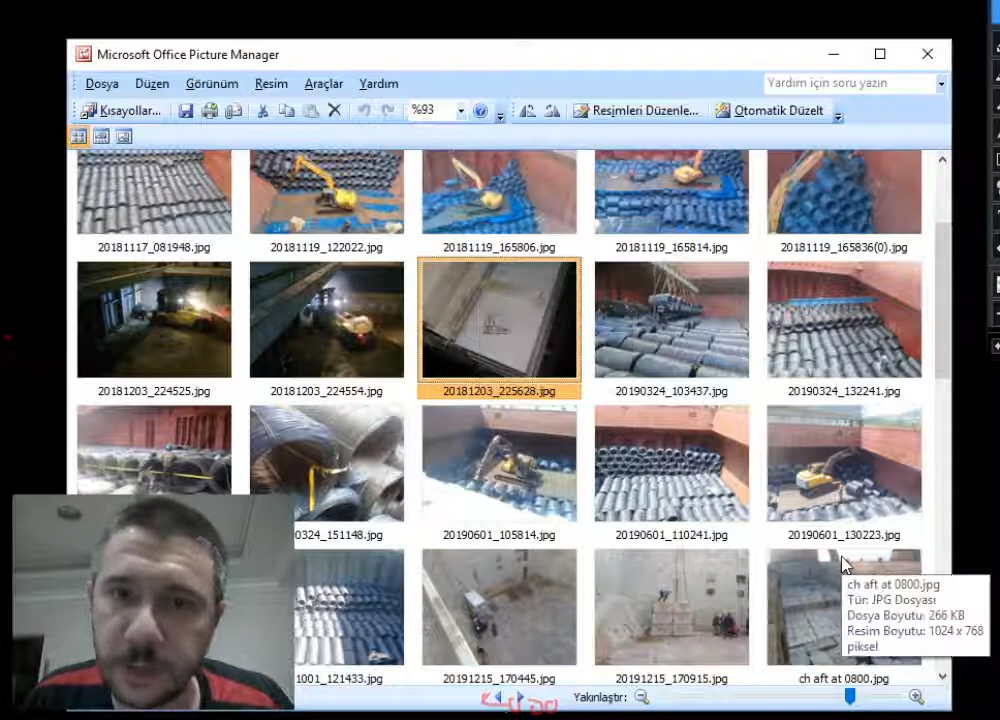 Microsoft Office Picture Manager
Dosya Düzen Görünüm Resim Araçlar Yardım
Yardım için soru yazın
Kısayollar... %93 Resimleri Düzenle... Otomatik Düzelt
20181117_081948.jpg 20181119_122022.jpg 20181119_165806.jpg 20181119_165814.jpg 20181119_165836(0).jpg
20181203_224525.jpg 20181203_224554.jpg 20181203_225628.jpg 20190324_103437.jpg 20190324_132241.jpg
0324_151148.jpg 20190601_105814.jpg 20190601_110241.jpg 20190601_130223.jpg
ch aft at 0800.jpg
Tür: JPG Dosyası
Dosya Boyutu: 266 KB
Resim Boyutu: 1024 x 768
piksel
1001_121433.jpg 20191215_170445.jpg 20191215_170915.jpg ch aft at 0800.jpg
Yakınlaştır: